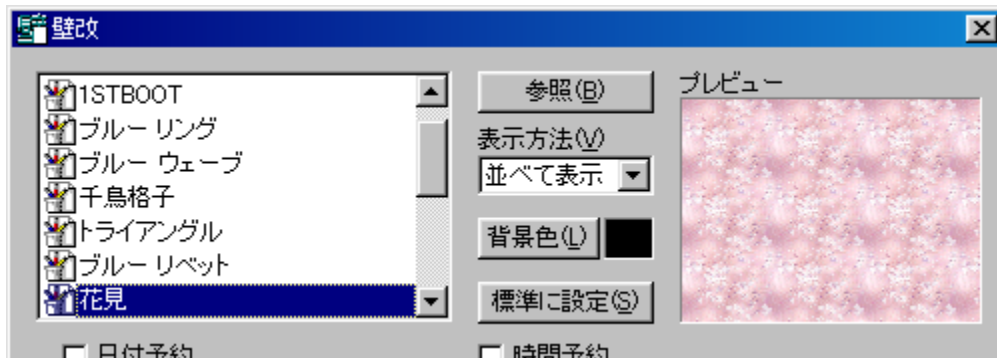 壁改
1STBOOT
ブルー リング
ブルー ウェーブ
千鳥格子
トライアングル
ブルー リベット
花見
参照(B)
表示方法(V)
並べて表示
背景色(L)
標準に設定(S)
プレビュー
日付予約
時間予約